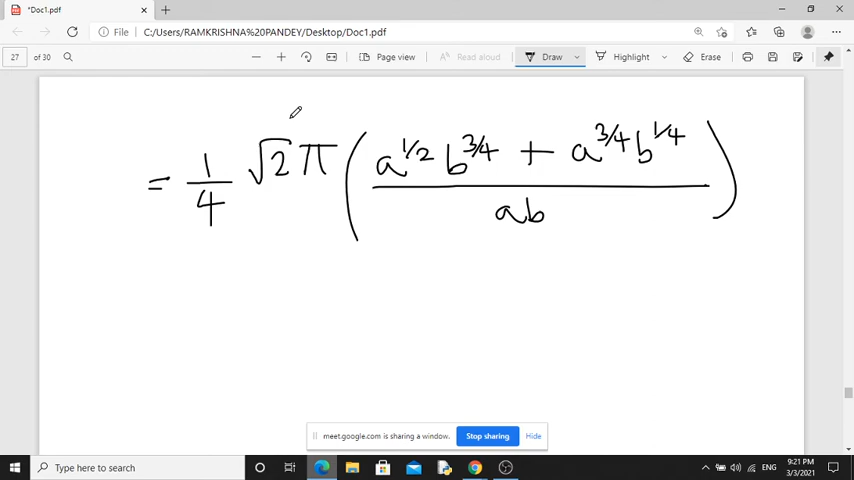 *Doc1.pdf
File C:/Users/RAMKRISHNA%20PANDEY/Desktop/Doc1.pdf
27 of 30 Page view Read aloud Draw Highlight Erase
= 1/4 √2 π ( (a^1/2 b^3/4 + a^3/4 b^1/4) / ab )
meet.google.com is sharing a window. Stop sharing Hide
Type here to search ENG 9:21 PM
3/3/2021